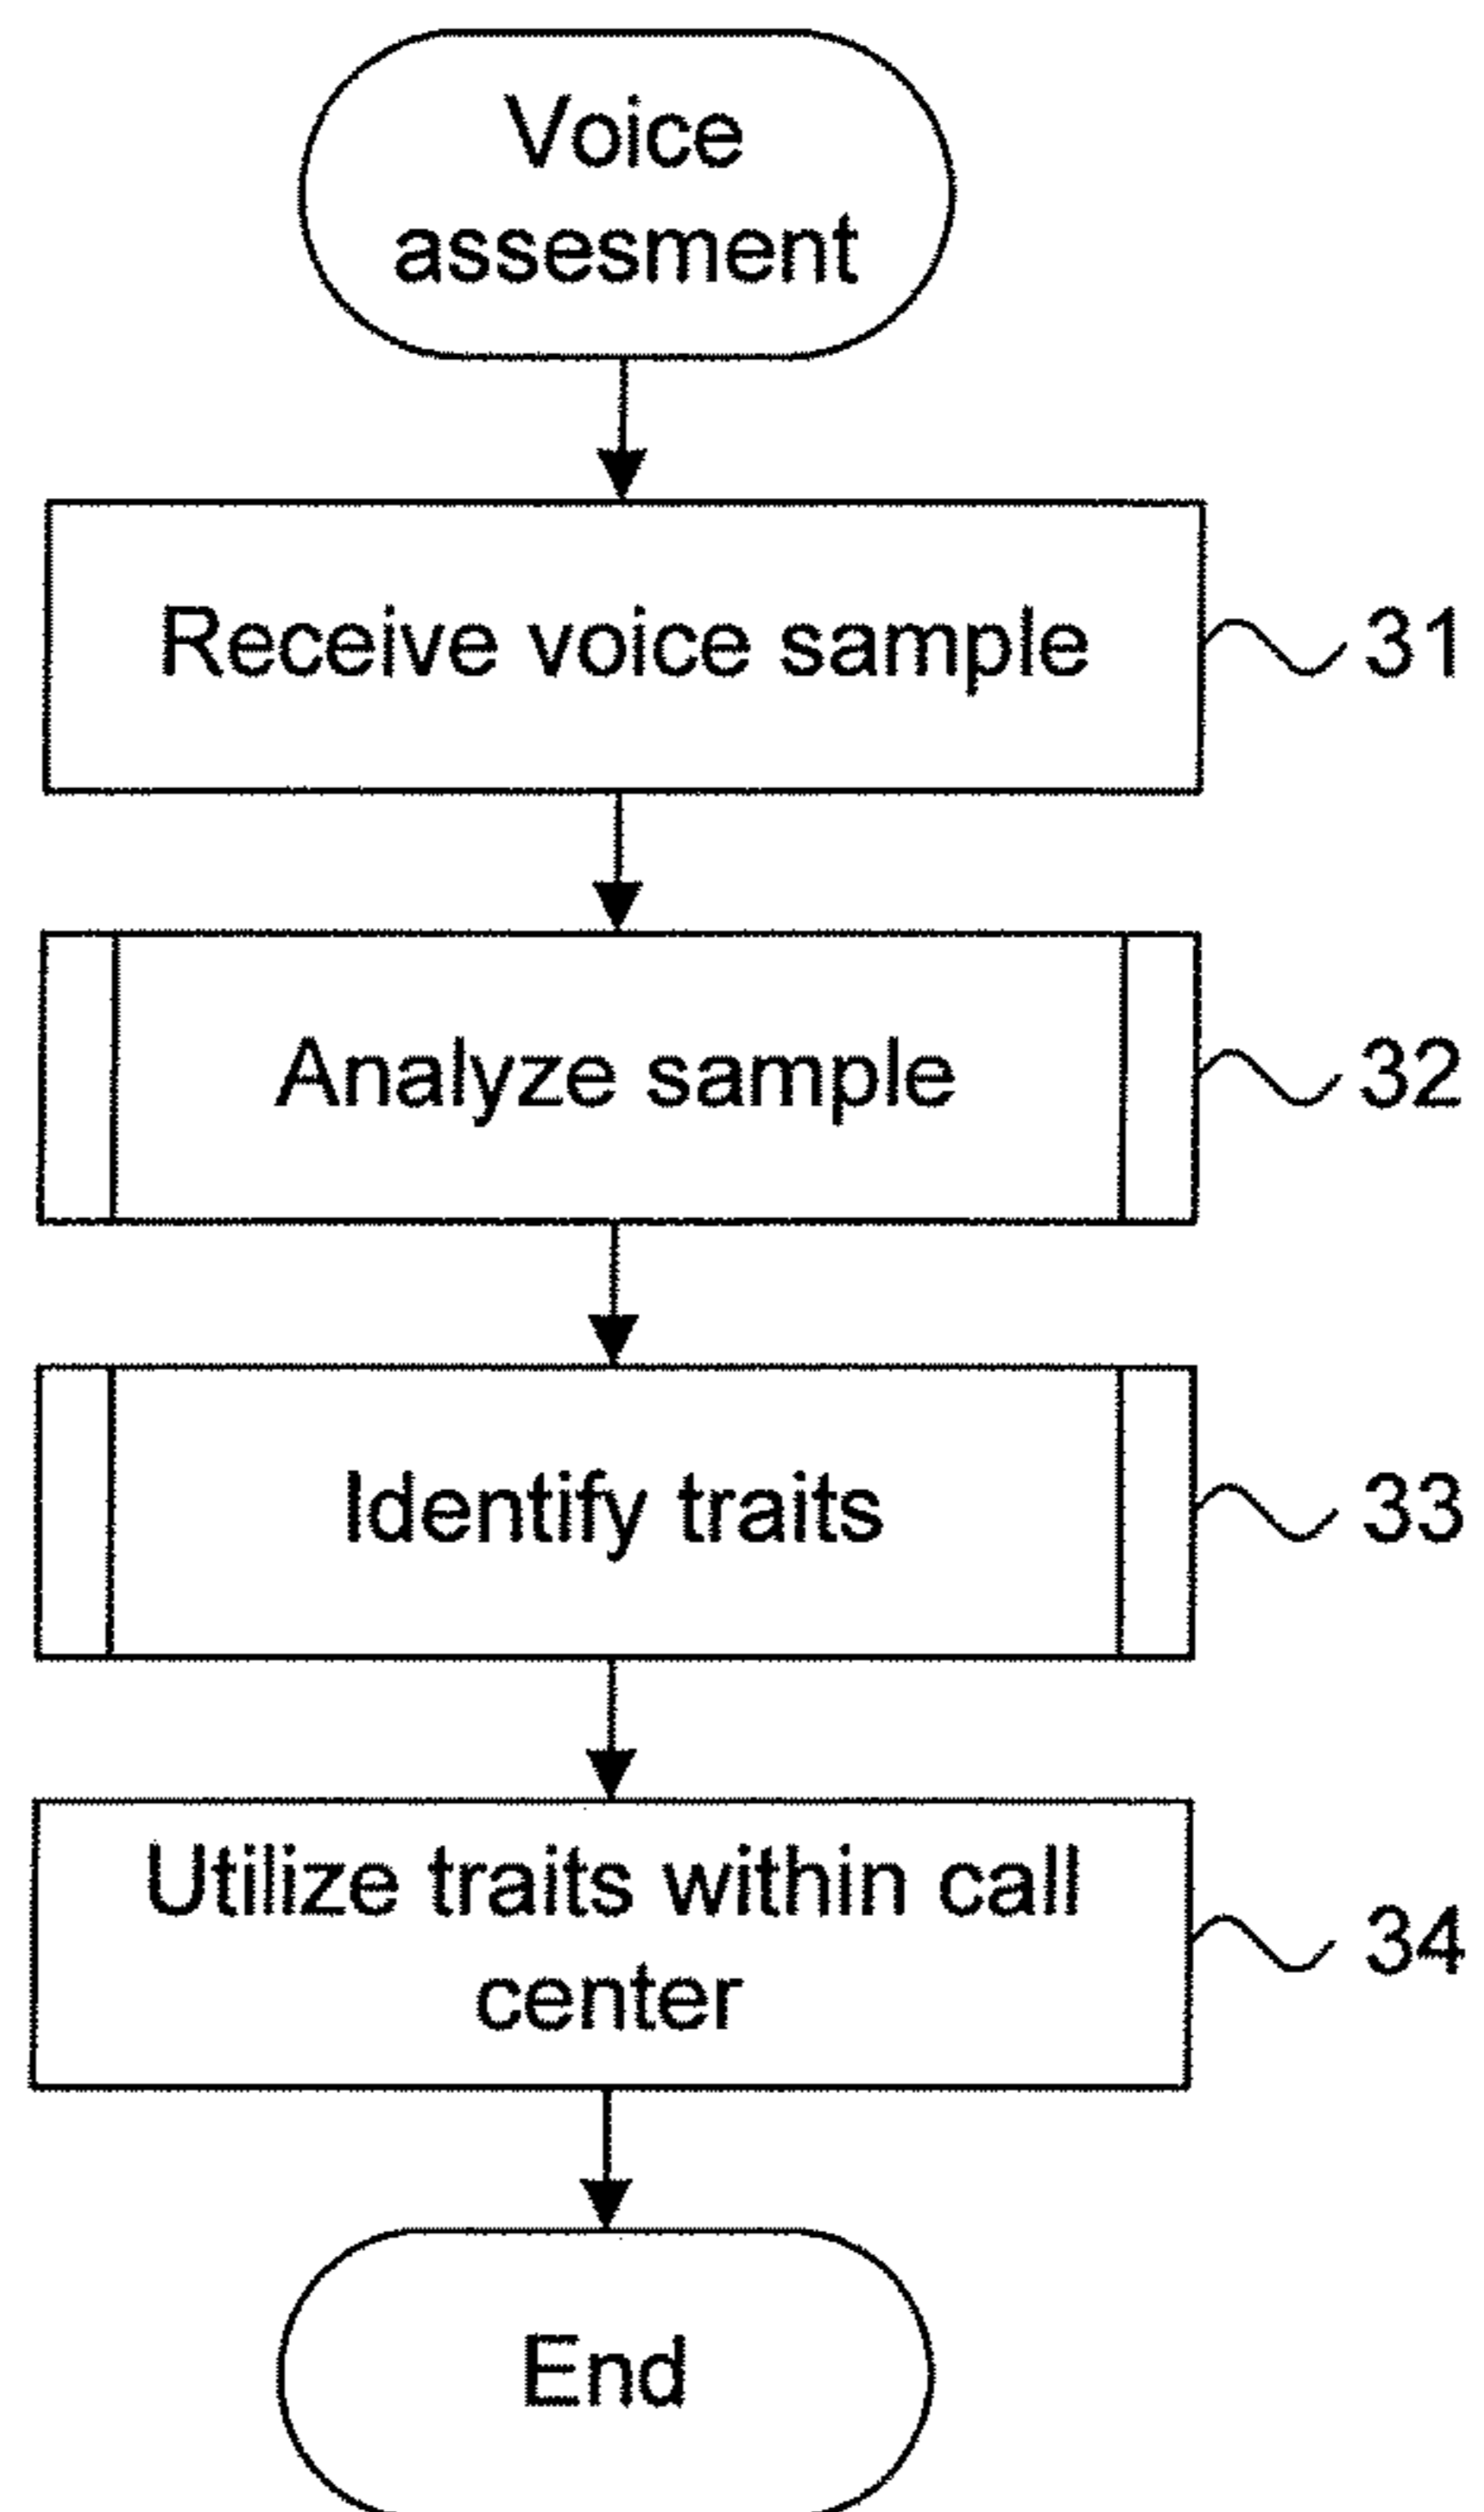 Voice
assesment
Receive voice sample
31
Analyze sample
32
Identify traits
33
Utilize traits within call
center
34
End